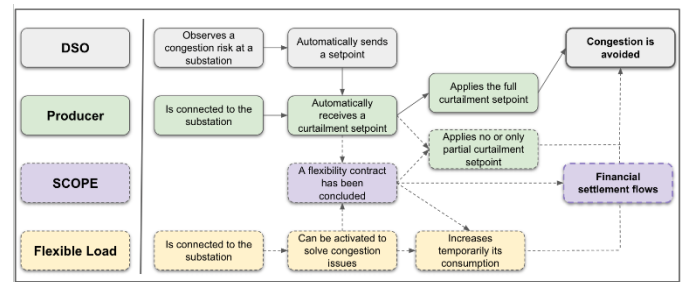 DSO
Observes a
congestion risk at a
substation
Automatically sends
a setpoint
Congestion is
avoided
Producer
Is connected to the
substation
Automatically
receives a
curtailment setpoint
Applies the full
curtailment setpoint
Applies no or only
partial curtailment
setpoint
SCOPE
A flexibility contract
has been
concluded
Financial
settlement flows
Flexible Load
Is connected to the
substation
Can be activated to
solve congestion
issues
Increases
temporarily its
consumption